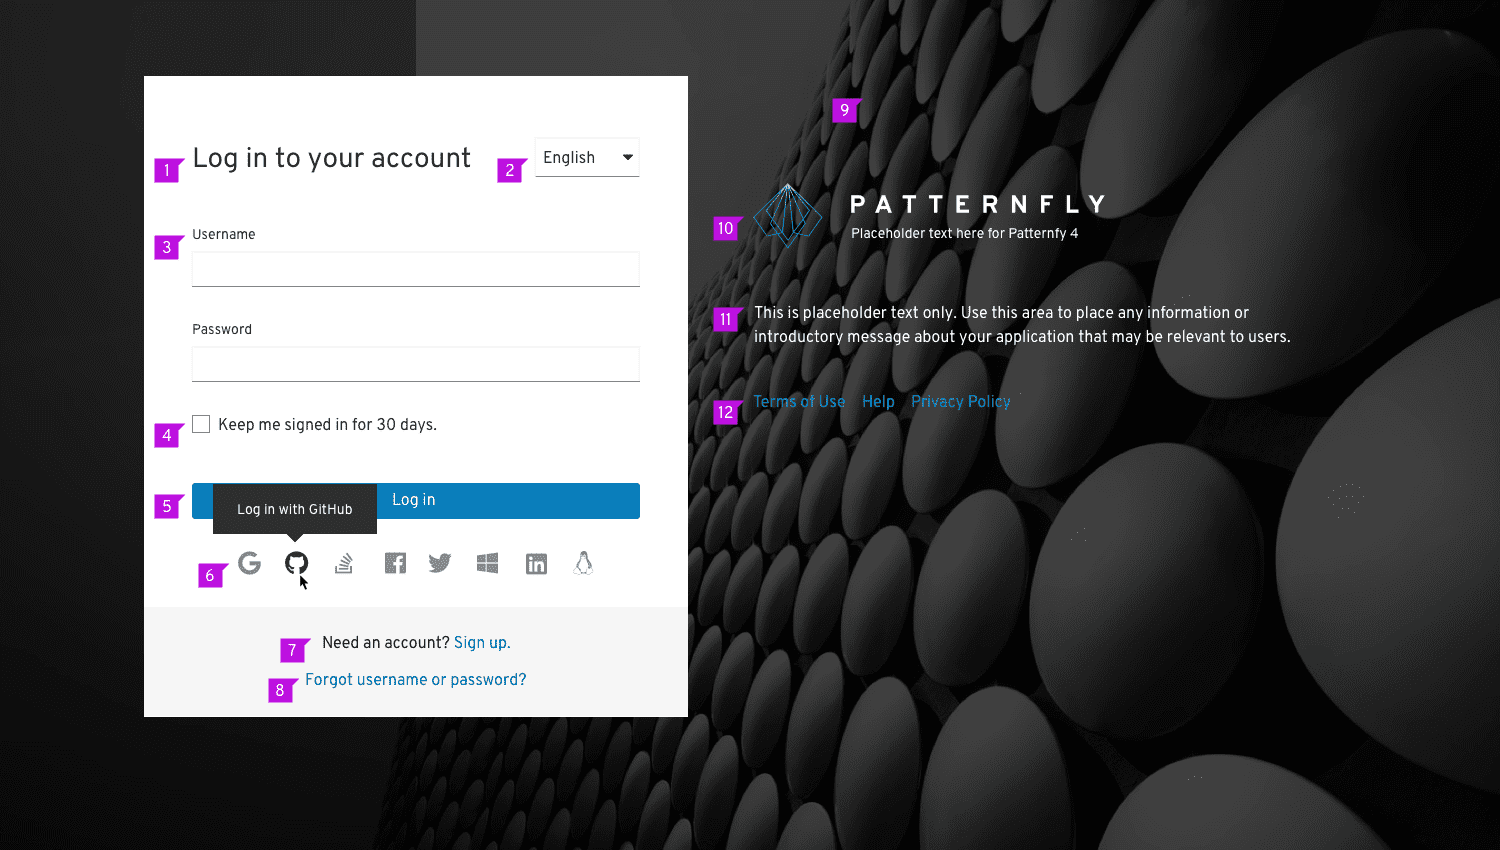 1 Log in to your account
2 English
3 Username
Password
4 Keep me signed in for 30 days.
5 Log in
Log in with GitHub
6
7 Need an account? Sign up.
8 Forgot username or password?
9
10 PATTERNFLY
Placeholder text here for Patternfy 4
11 This is placeholder text only. Use this area to place any information or
introductory message about your application that may be relevant to users.
12 Terms of Use Help Privacy Policy